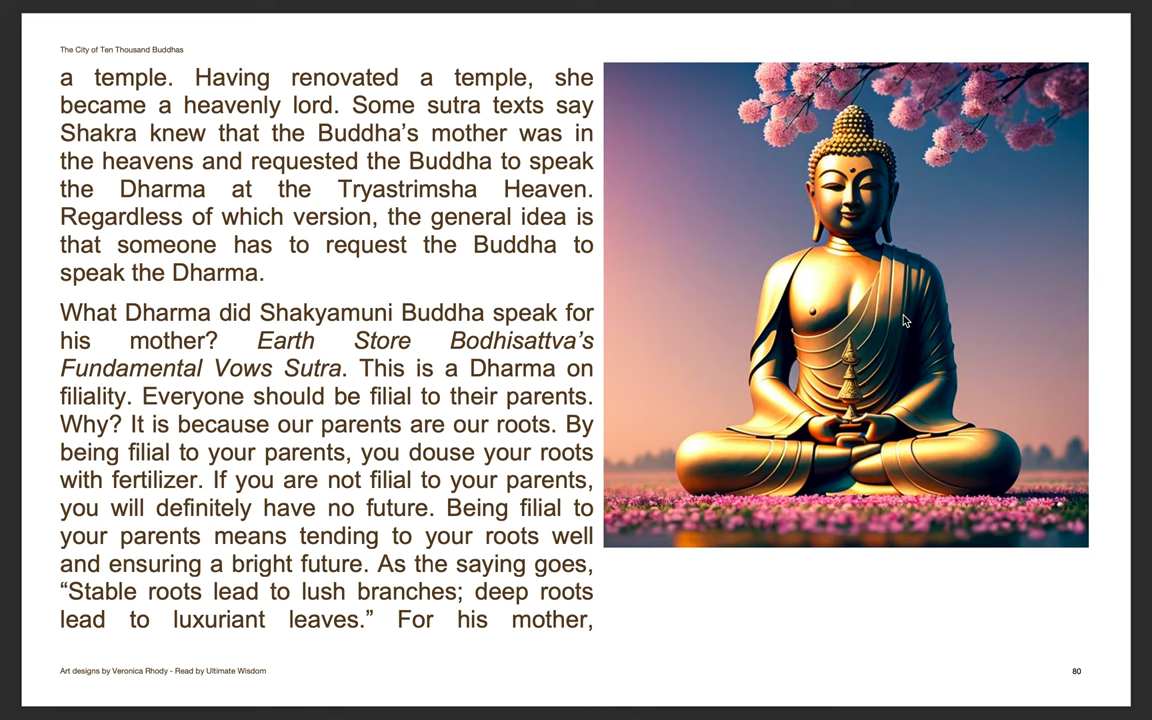 The City of Ten Thousand Buddhas
a temple. Having renovated a temple, she
became a heavenly lord. Some sutra texts say
Shakra knew that the Buddha’s mother was in
the heavens and requested the Buddha to speak
the Dharma at the Tryastrimsha Heaven.
Regardless of which version, the general idea is
that someone has to request the Buddha to
speak the Dharma.
What Dharma did Shakyamuni Buddha speak for
his mother? Earth Store Bodhisattva’s
Fundamental Vows Sutra. This is a Dharma on
filiality. Everyone should be filial to their parents.
Why? It is because our parents are our roots. By
being filial to your parents, you douse your roots
with fertilizer. If you are not filial to your parents,
you will definitely have no future. Being filial to
your parents means tending to your roots well
and ensuring a bright future. As the saying goes,
“Stable roots lead to lush branches; deep roots
lead to luxuriant leaves.” For his mother,
Art designs by Veronica Rhody - Read by Ultimate Wisdom
80